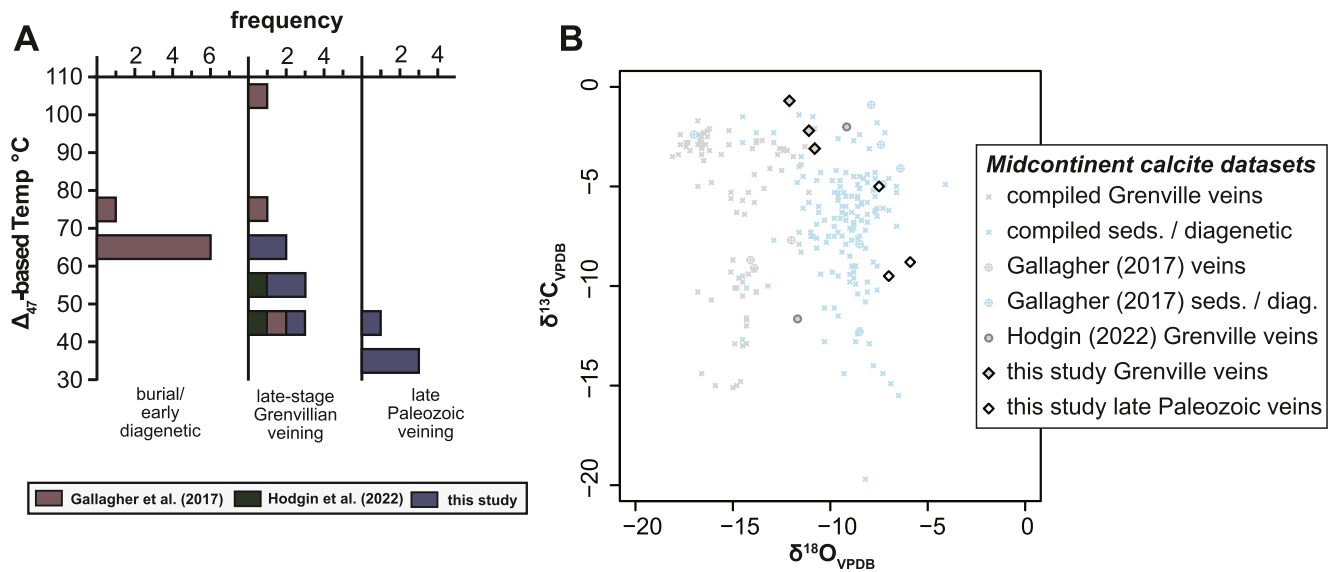 A
frequency
2 4 6 2 2
110
100
90
80
70
60
50
40
30
Δ47-based Temp °C
burial/
early
diagenetic
late-stage
Grenvillian
veining
late
Paleozoic
veining
Gallagher et al. (2017)
Hodgin et al. (2022)
this study
B
0
−5
−10
−15
−20
δ13CVPDB
−20 −15 −10 −5 0
δ18OVPDB
Midcontinent calcite datasets
compiled Grenville veins
compiled seds. / diagenetic
Gallagher (2017) veins
Gallagher (2017) seds. / diag.
Hodgin (2022) Grenville veins
this study Grenville veins
this study late Paleozoic veins